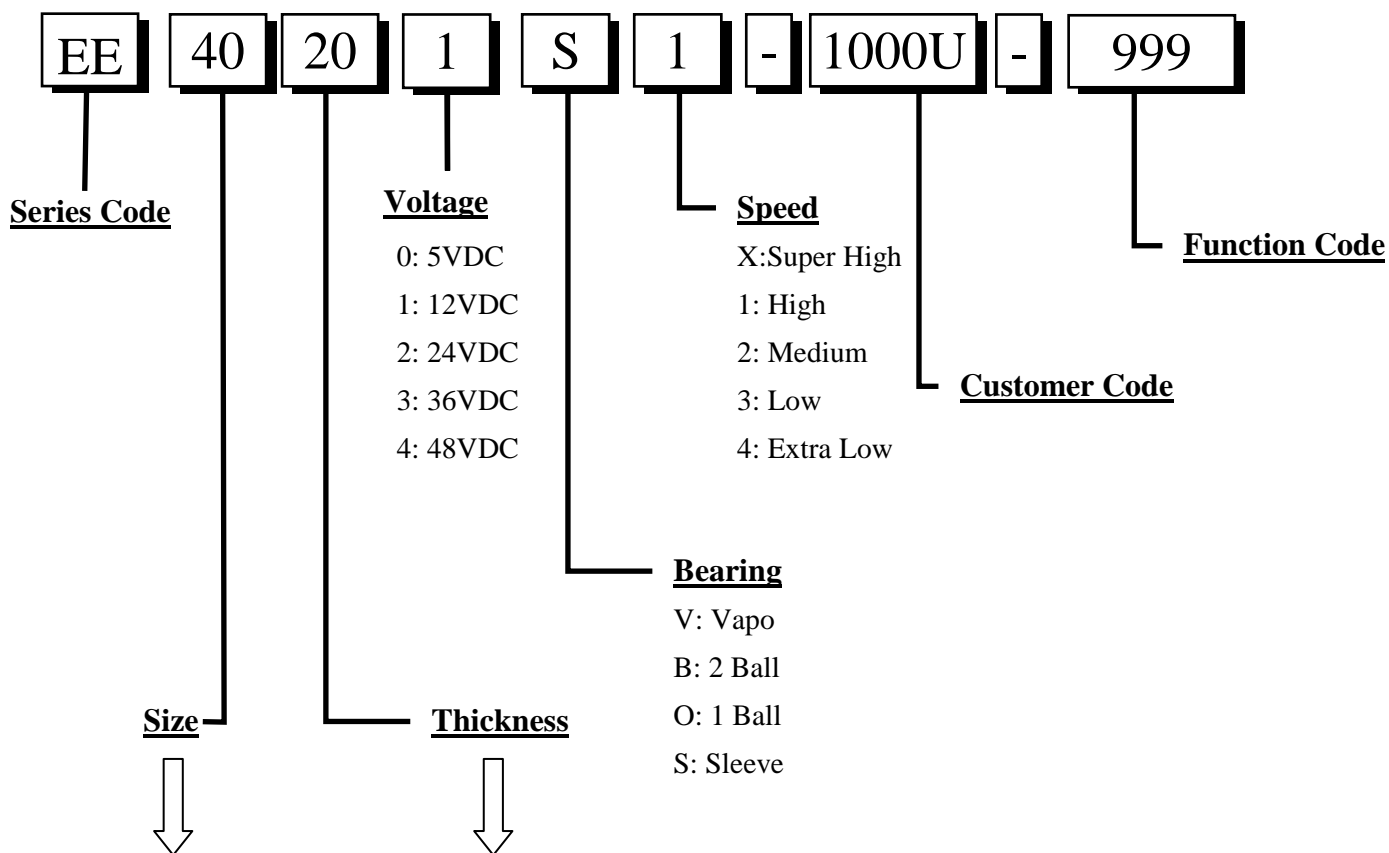 EE 40 20 1 S 1 - 1000U - 999
Series Code
Voltage
0: 5VDC
1: 12VDC
2: 24VDC
3: 36VDC
4: 48VDC
Speed
X:Super High
1: High
2: Medium
3: Low
4: Extra Low
Function Code
Customer Code
Bearing
V: Vapo
B: 2 Ball
O: 1 Ball
S: Sleeve
Size
Thickness